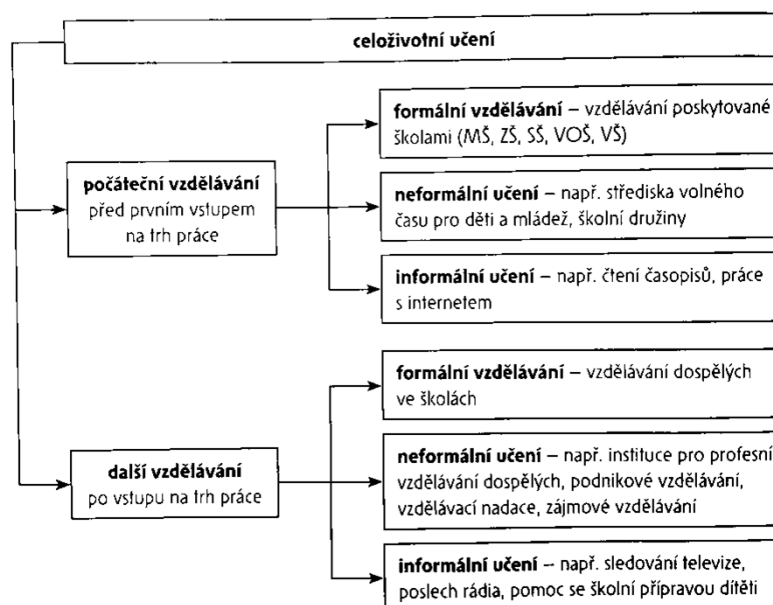 celoživotní učení
formální vzdělávání – vzdělávání poskytované
školami (MŠ, ZŠ, SŠ, VOŠ, VŠ)
počáteční vzdělávání
před prvním vstupem
na trh práce
neformální učení – např. střediska volného
času pro děti a mládež, školní družiny
informální učení – např. čtení časopisů, práce
s internetem
formální vzdělávání – vzdělávání dospělých
ve školách
další vzdělávání
po vstupu na trh práce
neformální učení – např. instituce pro profesní
vzdělávání dospělých, podnikové vzdělávání,
vzdělávací nadace, zájmové vzdělávání
informální učení – např. sledování televize,
poslech rádia, pomoc se školní přípravou dítěti